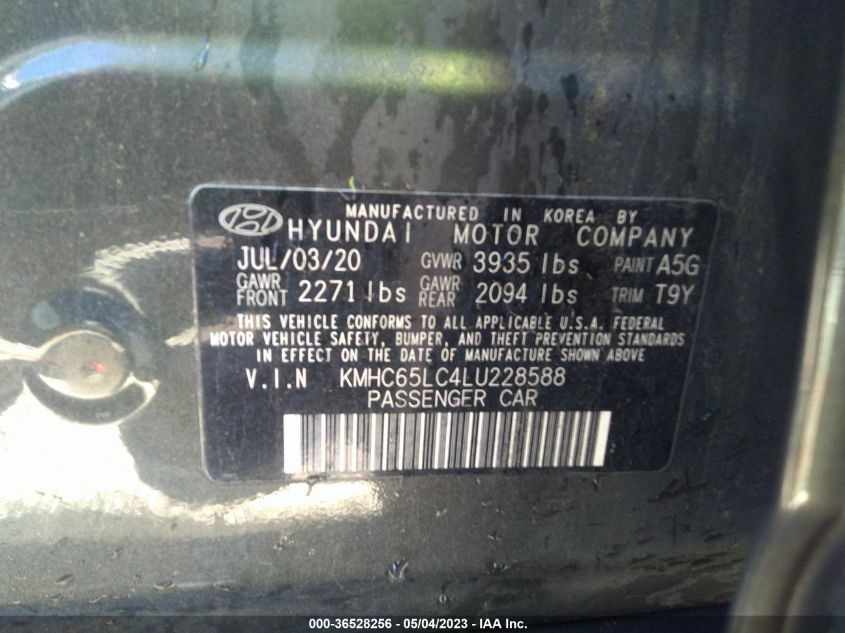 MANUFACTURED IN KOREA BY
HYUNDAI MOTOR COMPANY
JUL/03/20 GVWR 3935 lbs PAINT A5G
GAWR FRONT 2271 lbs GAWR REAR 2094 lbs TRIM T9Y
THIS VEHICLE CONFORMS TO ALL APPLICABLE U.S.A. FEDERAL
MOTOR VEHICLE SAFETY, BUMPER, AND THEFT PREVENTION STANDARDS
IN EFFECT ON THE DATE OF MANUFACTURE SHOWN ABOVE
V.I.N KMHC65LC4LU228588
PASSENGER CAR
000-36528256 - 05/04/2023 - IAA Inc.